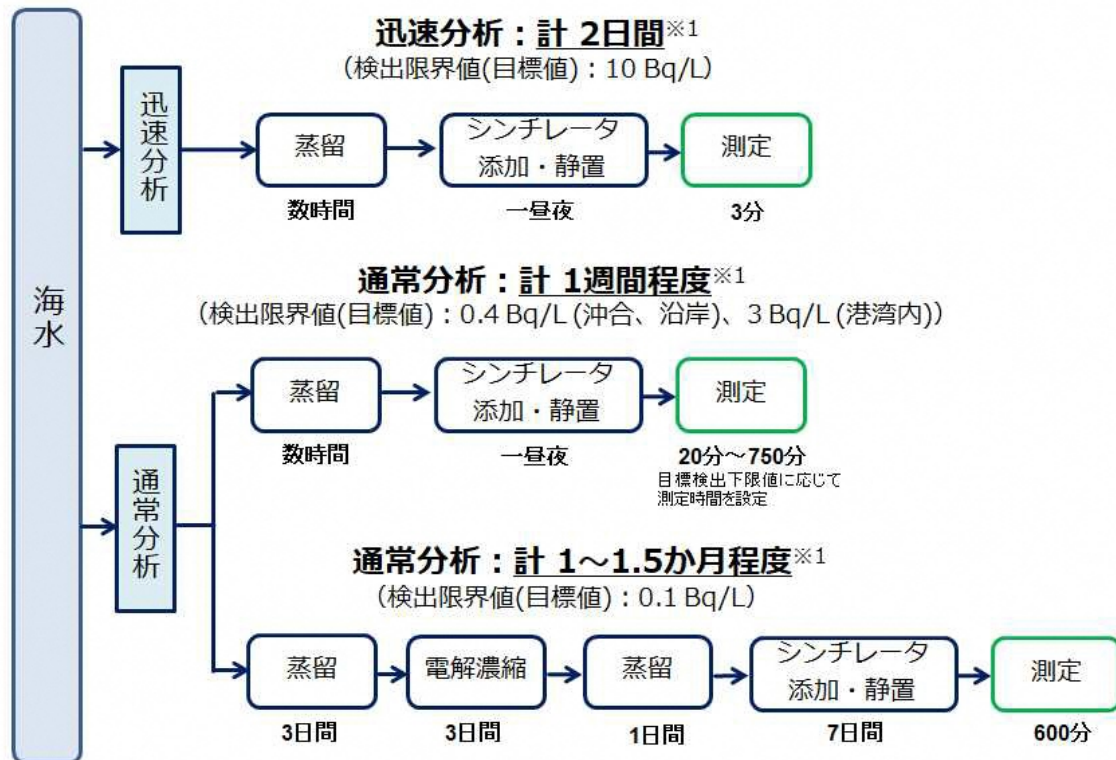 海水
迅速分析：計 2日間※1
（検出限界値(目標値)：10 Bq/L）
迅速分析
蒸留
シンチレータ
添加・静置
測定
数時間
一昼夜
3分
通常分析：計 1週間程度※1
（検出限界値(目標値)：0.4 Bq/L (沖合、沿岸)、3 Bq/L (港湾内)）
通常分析
蒸留
シンチレータ
添加・静置
測定
数時間
一昼夜
20分～750分
目標検出下限値に応じて
測定時間を設定
通常分析：計 1～1.5か月程度※1
（検出限界値(目標値)：0.1 Bq/L）
蒸留
電解濃縮
蒸留
シンチレータ
添加・静置
測定
3日間
3日間
1日間
7日間
600分